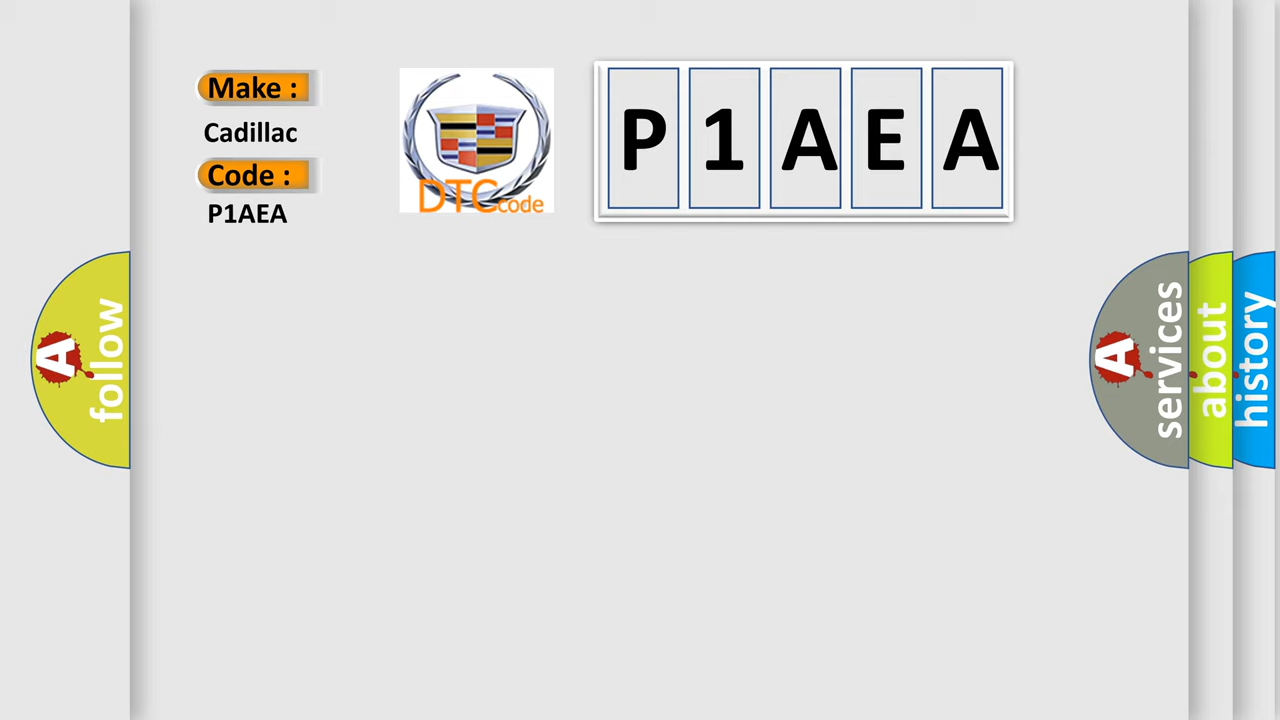 Make :
Cadillac
Code :
P1AEA
DTCcode
P 1 A E A
A follow
A services
about
history